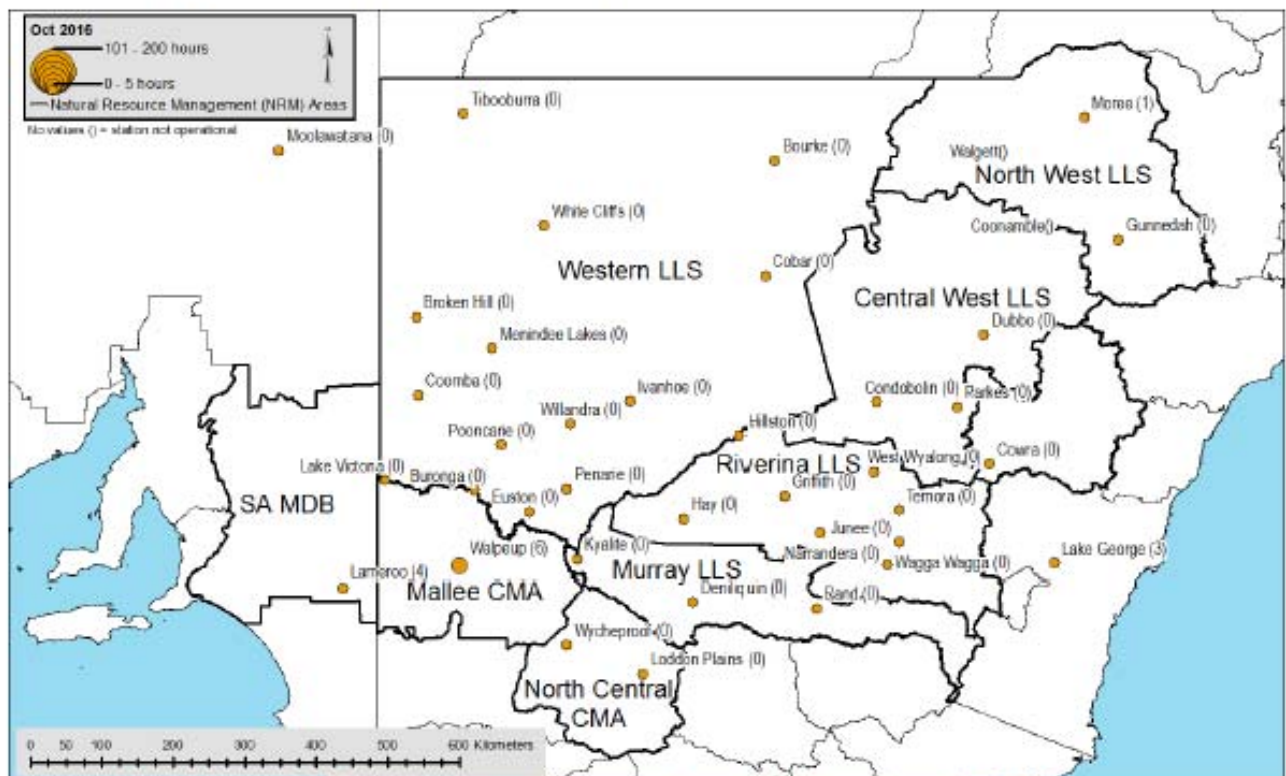 Oct 2016
101 - 200 hours
0 - 5 hours
Natural Resource Management (NRM) Areas
No values () = station not operational
Moolawatana (0)
Tibooburra (0)
Bourke (0)
Moree (1)
Walgett()
North West LLS
White Cliffs (0)
Coonamble()
Gunnedah (0)
Western LLS
Cobar (0)
Central West LLS
Broken Hill (0)
Menindee Lakes (0)
Dubbo (0)
Coomba (0)
Ivanhoe (0)
Condobolin (0)
Parkes (0)
Willandra (0)
Pooncarie (0)
Hillston (0)
Lake Victoria (0)
Buronga (0)
Penarie (0)
Riverina LLS
West Wyalong (0)
Cowra (0)
SA MDB
Euston (0)
Hay (0)
Griffith (0)
Temora (0)
Junee (0)
Walpeup (6)
Kyalite (0)
Narrandera (0)
Wagga Wagga (0)
Lake George (3)
Lameroo (4)
Mallee CMA
Murray LLS
Deniliquin (0)
Rand (0)
Wycheproof (0)
Loddon Plains (0)
North Central
CMA
0 50 100 200 300 400 500 600 Kilometers